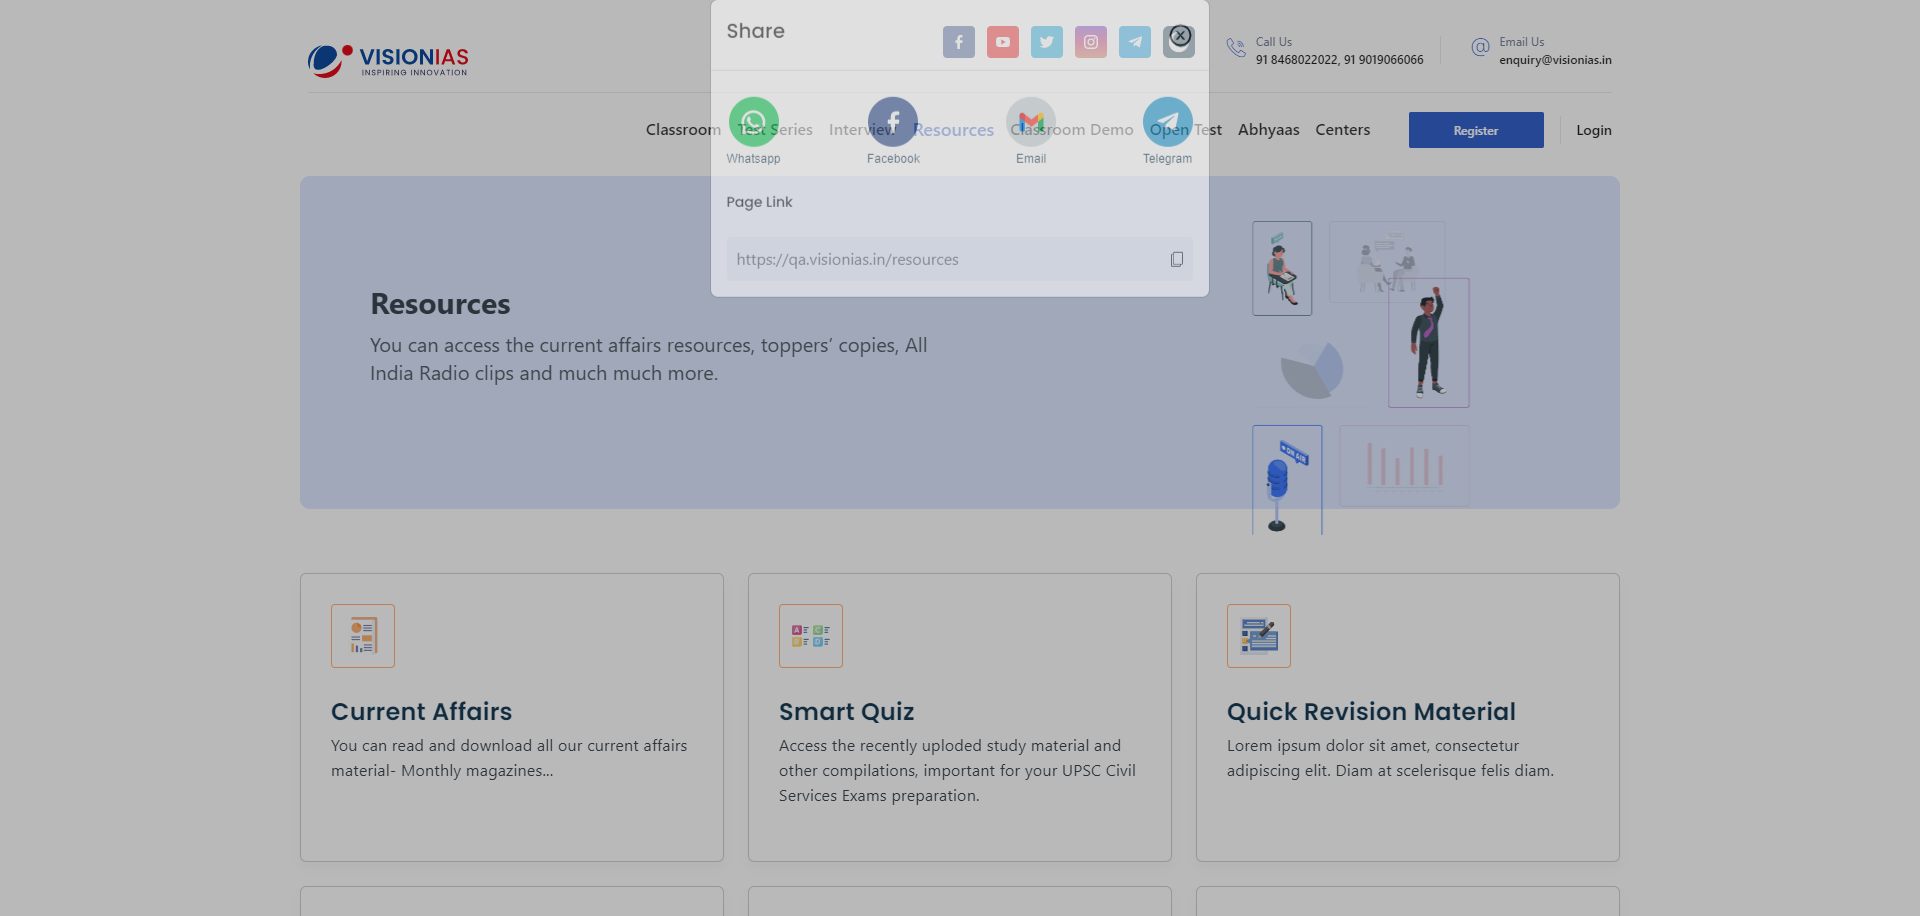 VISIONIAS
INSPIRING INNOVATION
Share
Call Us
91 8468022022, 91 9019066066
Email Us
enquiry@visionias.in
Classroom
Test Series
Interview
Resources
Classroom Demo
Open Test
Abhyaas
Centers
Register
Login
Whatsapp
Facebook
Email
Telegram
Page Link
https://qa.visionias.in/resources
Resources
You can access the current affairs resources, toppers’ copies, All
India Radio clips and much much more.
ON AIR
A
C
D
Current Affairs
You can read and download all our current affairs
material- Monthly magazines...
Smart Quiz
Access the recently uploded study material and
other compilations, important for your UPSC Civil
Services Exams preparation.
Quick Revision Material
Lorem ipsum dolor sit amet, consectetur
adipiscing elit. Diam at scelerisque felis diam.